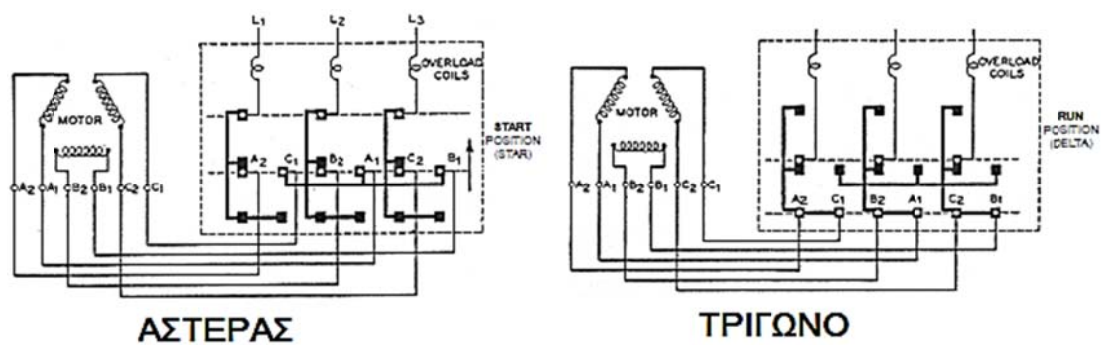 L1 L2 L3
OVERLOAD
COILS
MOTOR
START
POSITION
(STAR)
A2 C1 B2 A1 C2 B1
A2 A1 B2 B1 C2 C1
ΑΣΤΕΡΑΣ
OVERLOAD
COILS
MOTOR
RUN
POSITION
(DELTA)
A2 A1 B2 B1 C2 C1
A2 C1 B2 A1 C2 B1
ΤΡΙΓΩΝΟ